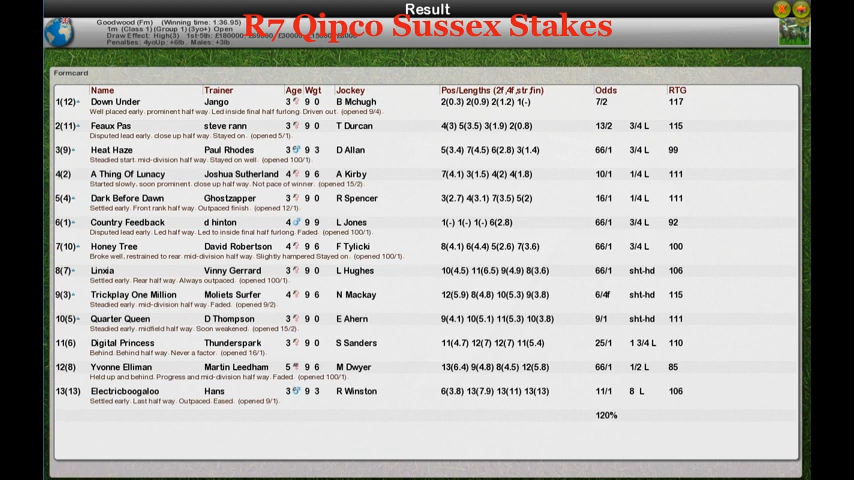 Result
R7 Qipco Sussex Stakes
Goodwood (Fm) (Winning time: 1:36.95)
1m (Class 1) (Group 1) (3yo+) Open
Draw Effect: High(3) 1st-5th: £180000,
Penalties: 4yoUp: +6lb Males: +3lb
Formcard
Name Trainer Age Wgt Jockey Pos/Lengths (2f,4f,str,fin) Odds RTG
1(12) Down Under Jango 3 9 0 B Mchugh 2(0.3) 2(0.9) 2(1.2) 1(-) 7/2 117
Well placed early. prominent half way. Led inside final half furlong. Driven out. (opened 9/4).
2(11) Feaux Pas steve rann 3 9 0 T Durcan 4(3) 5(3.5) 3(1.9) 2(0.8) 13/2 3/4 L 115
Disputed lead early. close up half way. Stayed on. (opened 5/1).
3(9) Heat Haze Paul Rhodes 3 9 3 D Allan 5(3.4) 7(4.5) 6(2.8) 3(1.4) 66/1 3/4 L 99
Steadied start. mid-division half way. Stayed on well. (opened 100/1).
4(2) A Thing Of Lunacy Joshua Sutherland 4 9 6 A Kirby 7(4.1) 3(1.5) 4(2) 4(1.8) 10/1 1/4 L 111
Started slowly, soon prominent. close up half way. Not pace of winner. (opened 15/2).
5(4) Dark Before Dawn Ghostzapper 3 9 0 R Spencer 3(2.7) 4(3.1) 7(3.5) 5(2) 16/1 1/4 L 111
Settled early. Front rank half way. Outpaced finish. (opened 12/1).
6(1) Country Feedback d hinton 4 9 9 L Jones 1(-) 1(-) 1(-) 6(2.8) 66/1 3/4 L 92
Disputed lead early. Led half way. Led to inside final half furlong. Faded. (opened 100/1).
7(10) Honey Tree David Robertson 4 9 6 F Tylicki 8(4.1) 6(4.4) 5(2.6) 7(3.6) 66/1 3/4 L 100
Broke well, restrained to rear. mid-division half way. Slightly hampered Stayed on. (opened 100/1).
8(7) Linxia Vinny Gerrard 3 9 0 L Hughes 10(4.5) 11(6.5) 9(4.9) 8(3.6) 66/1 sht-hd 106
Settled early. Rear half way. Always outpaced. (opened 100/1).
9(3) Trickplay One Million Moliets Surfer 4 9 6 N Mackay 12(5.9) 8(4.8) 10(5.3) 9(3.8) 6/4f sht-hd 115
Steadied early. mid-division half way. Faded. (opened 9/2).
10(5) Quarter Queen D Thompson 3 9 0 E Ahern 9(4.1) 10(5.1) 11(5.3) 10(3.8) 9/1 sht-hd 111
Steadied early. midfield half way. Soon weakened. (opened 15/2).
11(6) Digital Princess Thunderspark 3 9 0 S Sanders 11(4.7) 12(7) 12(7) 11(5.4) 25/1 1 3/4 L 110
Behind. Behind half way. Never a factor. (opened 16/1).
12(8) Yvonne Elliman Martin Leedham 5 9 6 M Dwyer 13(6.4) 9(4.8) 8(4.5) 12(5.8) 66/1 1/2 L 85
Held up and behind. Progress and mid-division half way. Faded. (opened 100/1).
13(13) Electricboogaloo Hans 3 9 3 R Winston 6(3.8) 13(7.9) 13(11) 13(13) 11/1 8 L 106
Settled early. Last half way. Outpaced. Eased. (opened 9/1).
120%